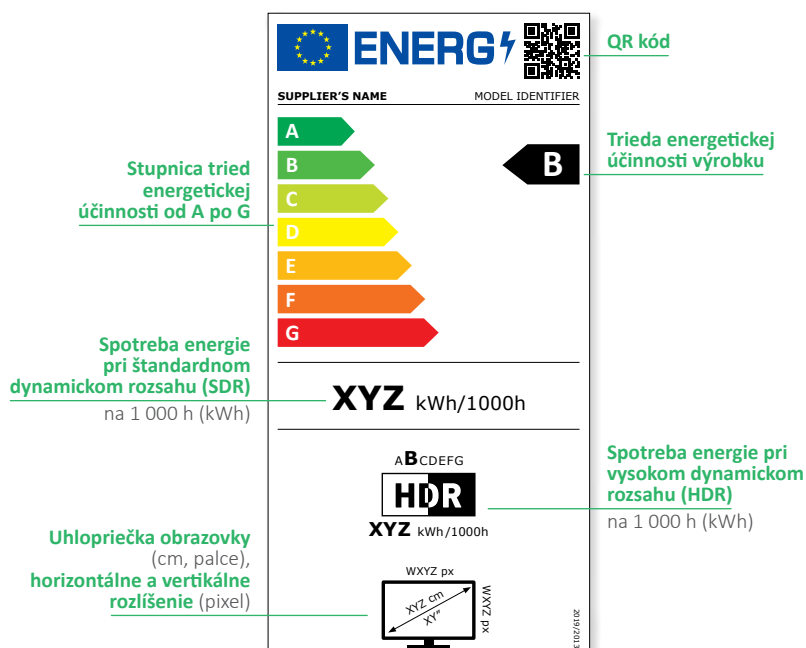 ENERG
QR kód
SUPPLIER'S NAME MODEL IDENTIFIER
A
B
C
D
E
F
G
B
Trieda energetickej
účinnosti výrobku
Stupnica tried
energetickej
účinnosti od A po G
Spotreba energie
pri štandardnom
dynamickom rozsahu (SDR)
na 1 000 h (kWh)
XYZ kWh/1000h
ABCDEFG
HDR
XYZ kWh/1000h
Spotreba energie pri
vysokom dynamickom
rozsahu (HDR)
na 1 000 h (kWh)
Uhlopriečka obrazovky
(cm, palce),
horizontálne a vertikálne
rozlíšenie (pixel)
WXYZ px
XYZ cm
XY"
WXYZ px
2019/2013